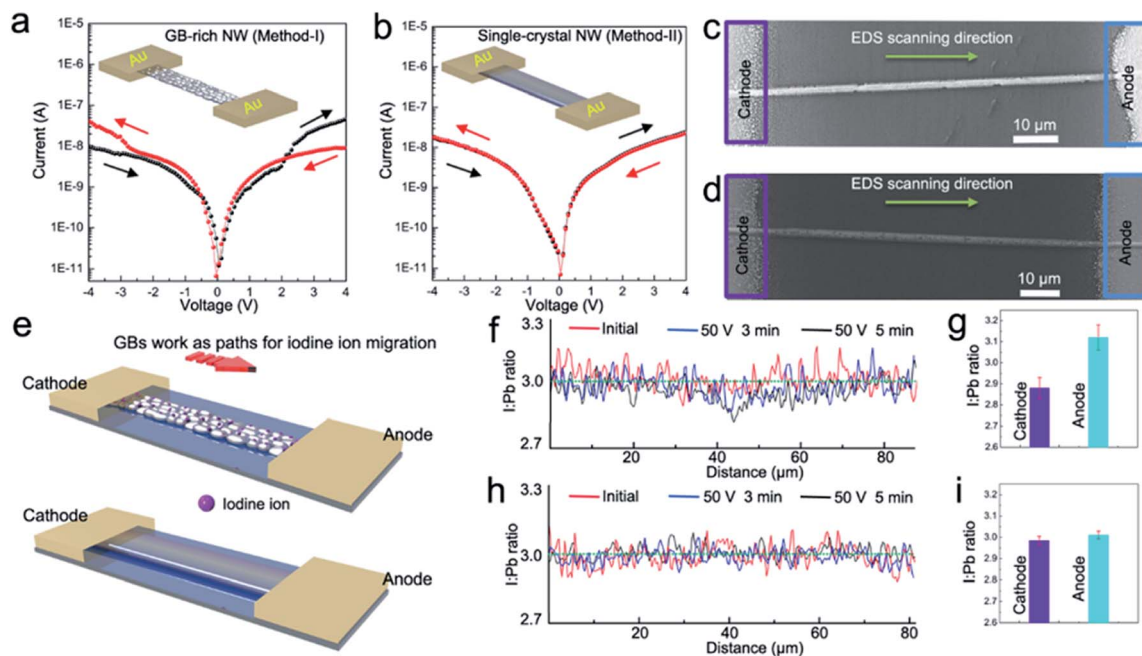 a
GB-rich NW (Method-I)
Au
Au
1E-5
1E-6
1E-7
1E-8
1E-9
1E-10
1E-11
Current (A)
-4 -3 -2 -1 0 1 2 3 4
Voltage (V)
b
Single-crystal NW (Method-II)
Au
Au
1E-5
1E-6
1E-7
1E-8
1E-9
1E-10
1E-11
Current (A)
-4 -3 -2 -1 0 1 2 3 4
Voltage (V)
c
EDS scanning direction
Cathode
Anode
10 µm
d
EDS scanning direction
Cathode
Anode
10 µm
e
GBs work as paths for iodine ion migration
Cathode
Anode
Iodine ion
Cathode
Anode
f
Initial 50 V 3 min 50 V 5 min
3.3
3.0
2.7
I:Pb ratio
20 40 60 80
Distance (µm)
g
3.2
3.1
3.0
2.9
2.8
2.7
2.6
I:Pb ratio
Cathode
Anode
h
Initial 50 V 3 min 50 V 5 min
3.3
3.0
2.7
I:Pb ratio
20 40 60 80
Distance (µm)
i
3.2
3.1
3.0
2.9
2.8
2.7
2.6
I:Pb ratio
Cathode
Anode